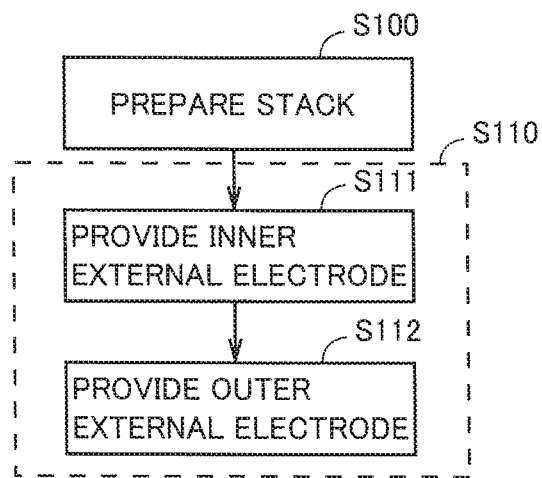 S100
PREPARE STACK
S110
S111
PROVIDE INNER
EXTERNAL ELECTRODE
S112
PROVIDE OUTER
EXTERNAL ELECTRODE